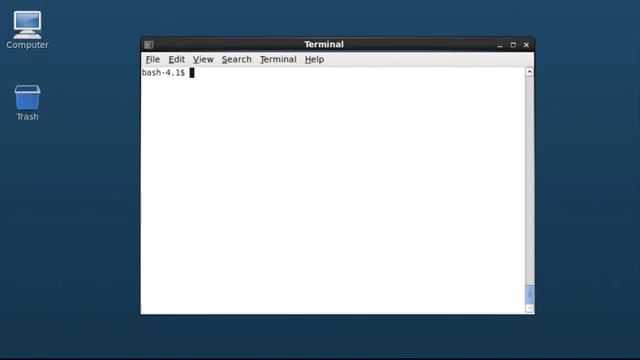 Computer
Trash
Terminal
File Edit View Search Terminal Help
bash-4.1$